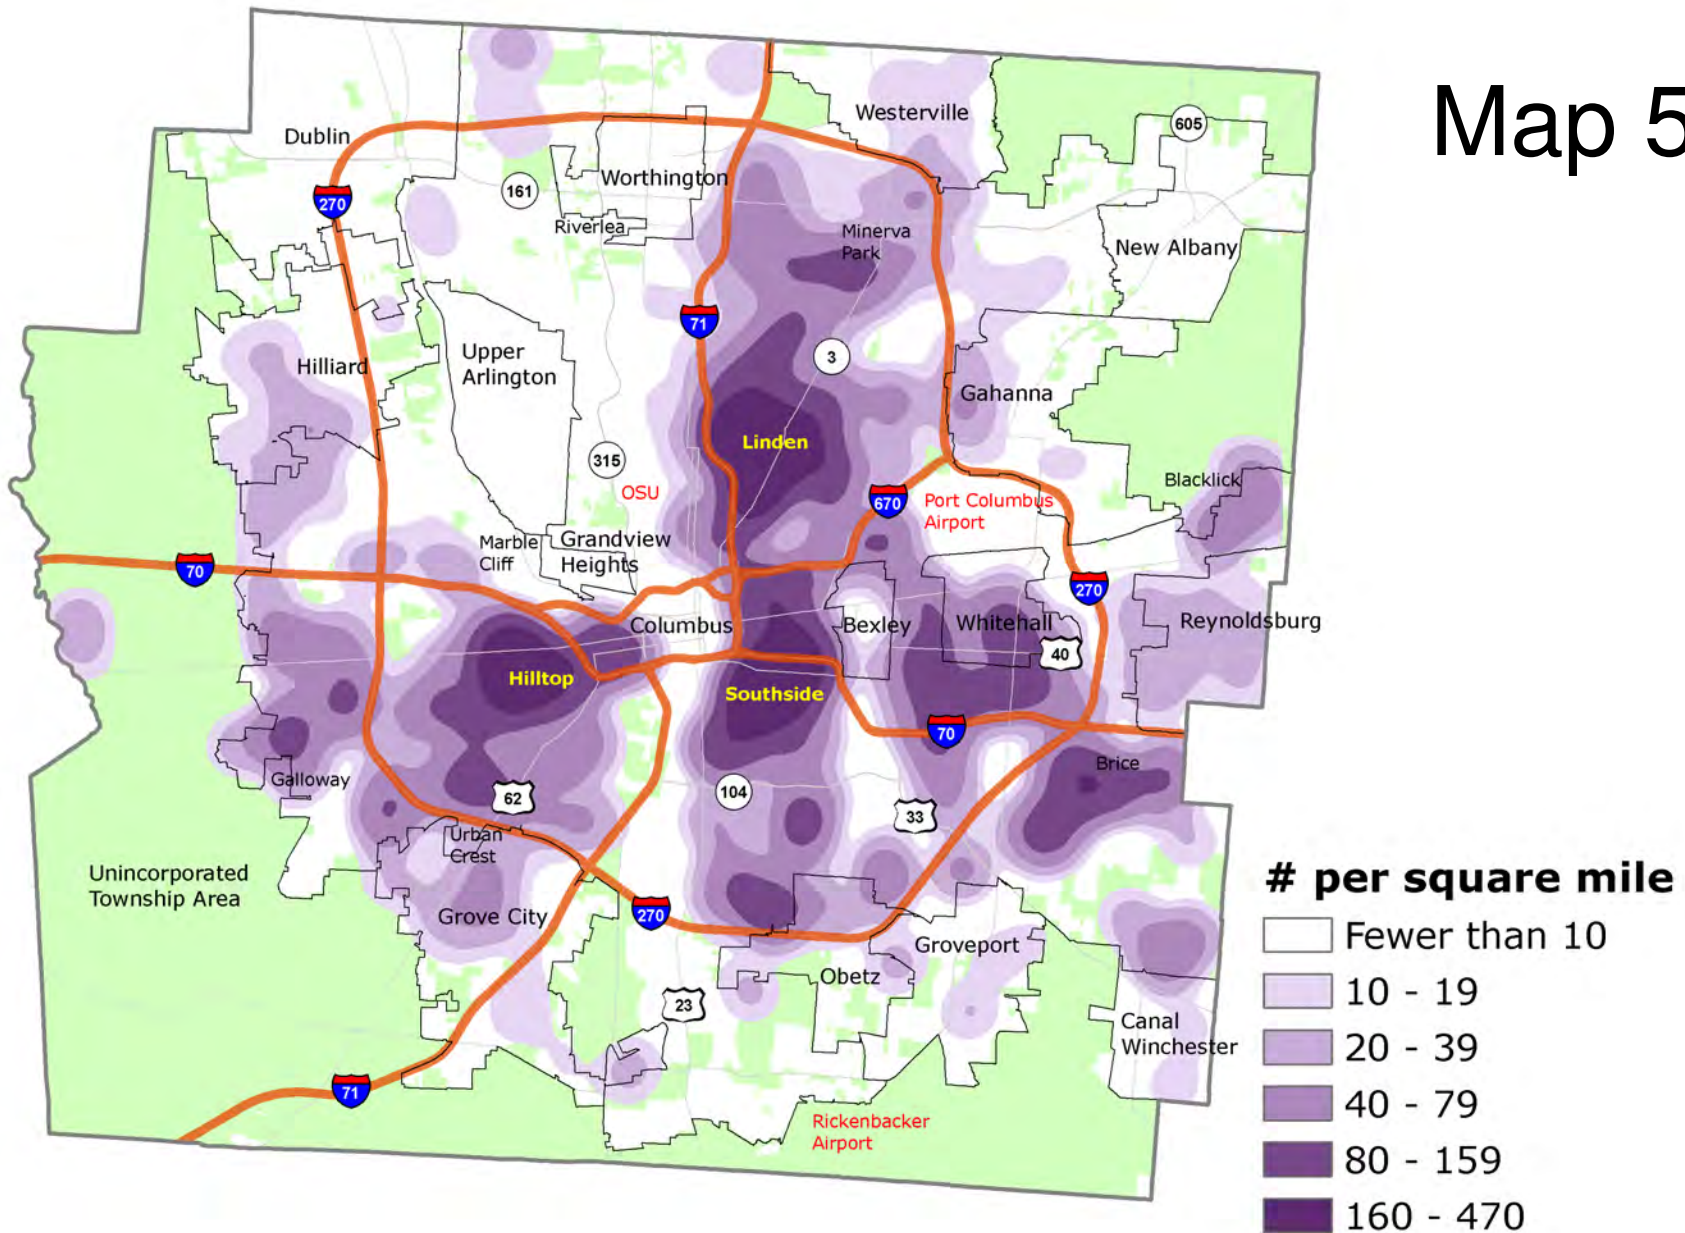 Map 5
Westerville
605
Dublin
Worthington
161
270
Riverlea
Minerva
Park
New Albany
71
3
Upper
Arlington
Hilliard
Gahanna
Linden
315
Blacklick
OSU
670
Port Columbus
Airport
Marble
Cliff
Grandview
Heights
70
270
Columbus
Bexley
Whitehall
Reynoldsburg
40
Hilltop
Southside
70
Brice
Galloway
62
104
33
Urban
Crest
Unincorporated
Township Area
Grove City
270
Groveport
Obetz
23
Canal
Winchester
71
Rickenbacker
Airport
# per square mile
Fewer than 10
10 - 19
20 - 39
40 - 79
80 - 159
160 - 470